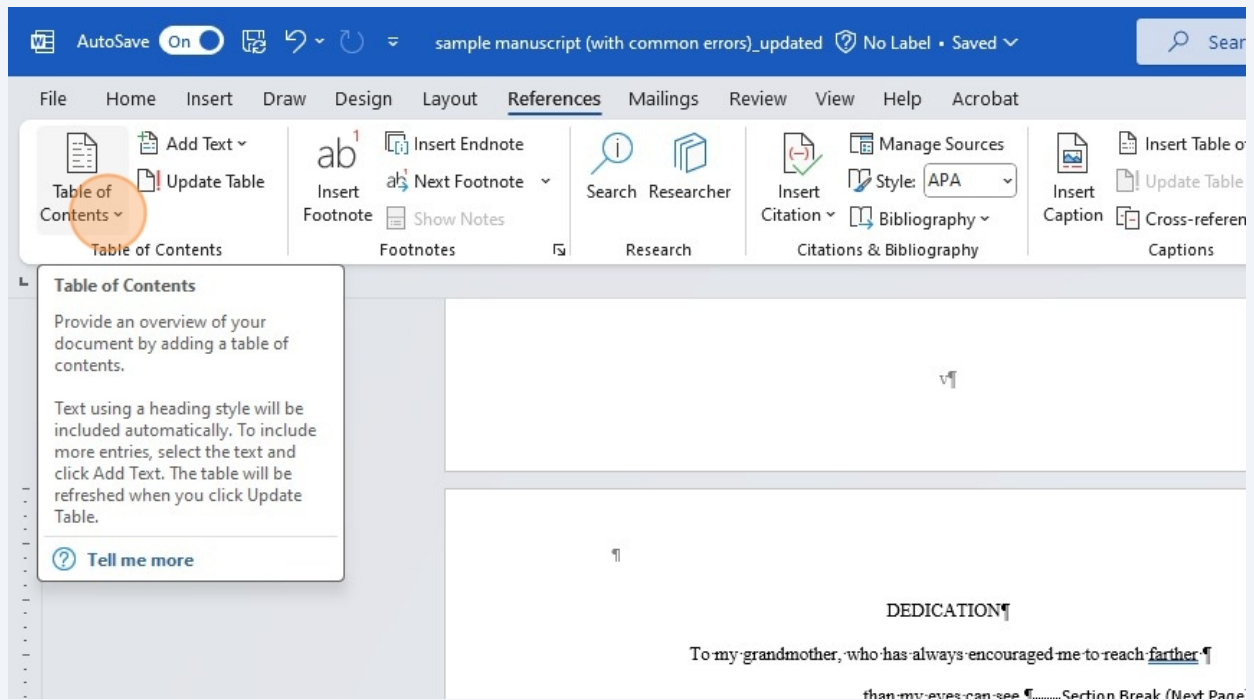 AutoSave On sample manuscript (with common errors)_updated No Label • Saved Sear
File Home Insert Draw Design Layout References Mailings Review View Help Acrobat
Table of Contents
Add Text
Update Table
Table of Contents
ab¹ Insert Footnote
Insert Endnote
Next Footnote
Show Notes
Footnotes
Search Researcher
Research
Insert Citation
Manage Sources
Style: APA
Bibliography
Citations & Bibliography
Insert Caption
Insert Table o
Update Table
Cross-referen
Captions
Table of Contents
Provide an overview of your
document by adding a table of
contents.
Text using a heading style will be
included automatically. To include
more entries, select the text and
click Add Text. The table will be
refreshed when you click Update
Table.
Tell me more
v¶
¶
DEDICATION¶
To·my·grandmother,·who·has·always·encouraged·me·to·reach·farther·¶
than·my·eyes·can·see.¶Section Break (Next Page